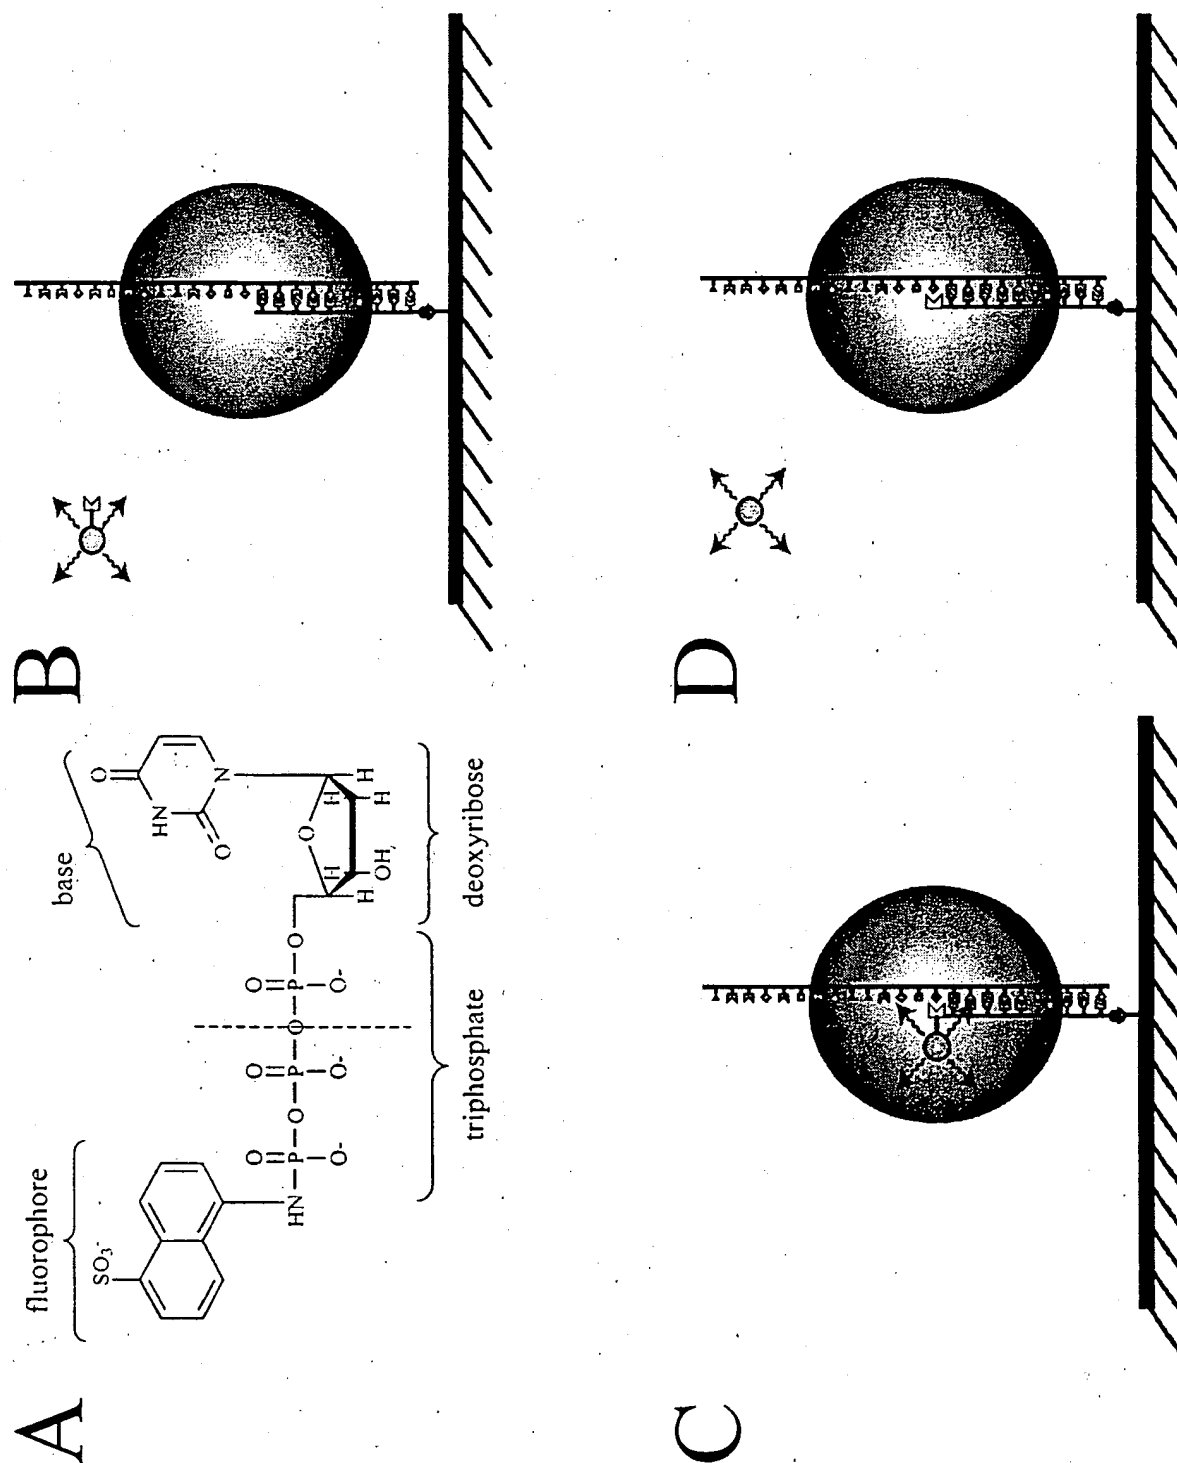 A
fluorophore
triphosphate
base
deoxyribose
SO3-
HN
O
O
O
P
O
P
O
P
O
O-
O-
O-
O
HN
O
N
O
H
H
H
H
H
OH
B
C
D